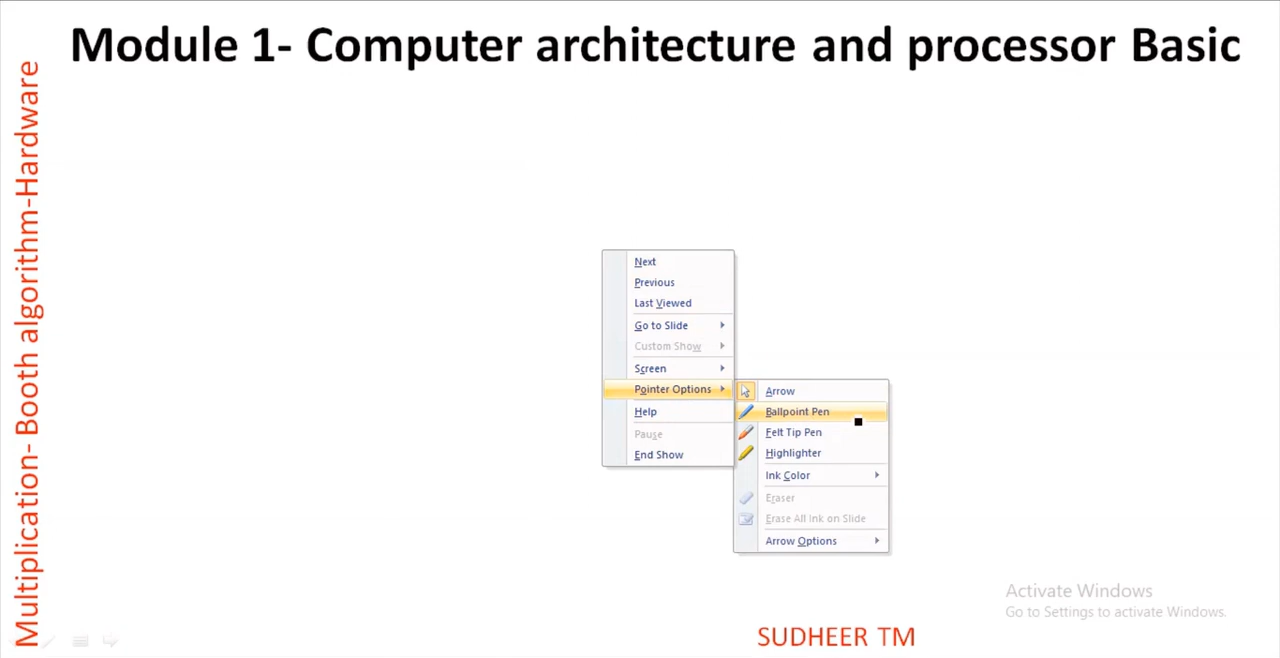 Module 1- Computer architecture and processor Basic
Multiplication- Booth algorithm-Hardware
Next
Previous
Last Viewed
Go to Slide
Custom Show
Screen
Pointer Options
Help
Pause
End Show
Arrow
Ballpoint Pen
Felt Tip Pen
Highlighter
Ink Color
Eraser
Erase All Ink on Slide
Arrow Options
Activate Windows
Go to Settings to activate Windows.
SUDHEER TM